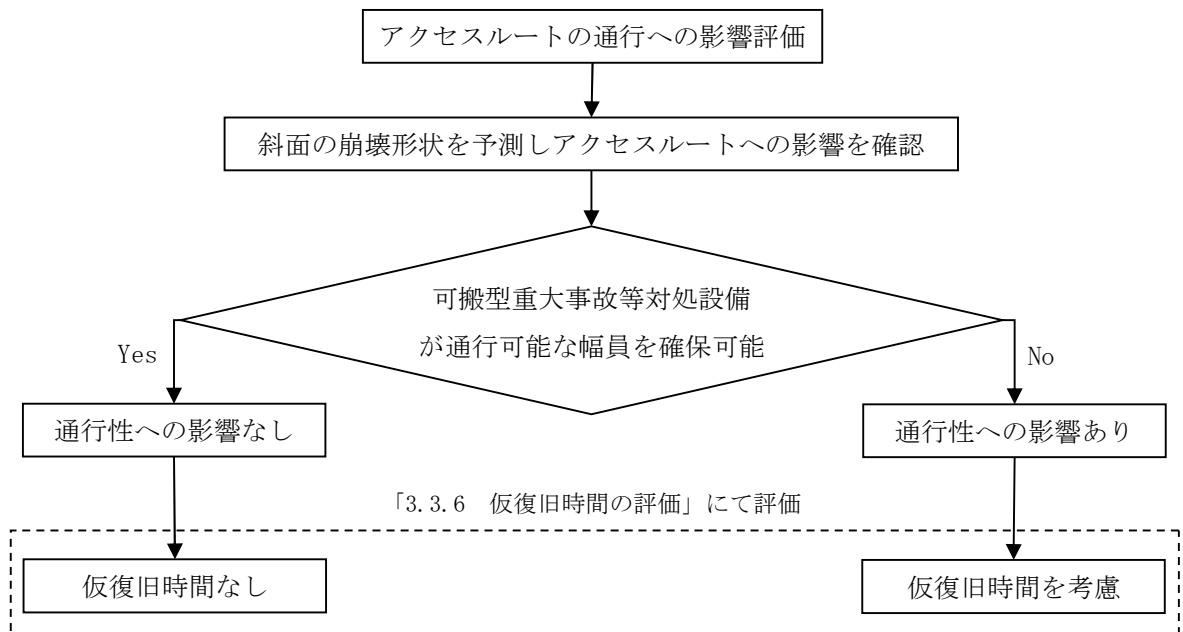 アクセスルートの通行への影響評価
斜面の崩壊形状を予測しアクセスルートへの影響を確認
可搬型重大事故等対処設備
が通行可能な幅員を確保可能
Yes
No
通行性への影響なし
通行性への影響あり
「3.3.6 仮復旧時間の評価」にて評価
仮復旧時間なし
仮復旧時間を考慮